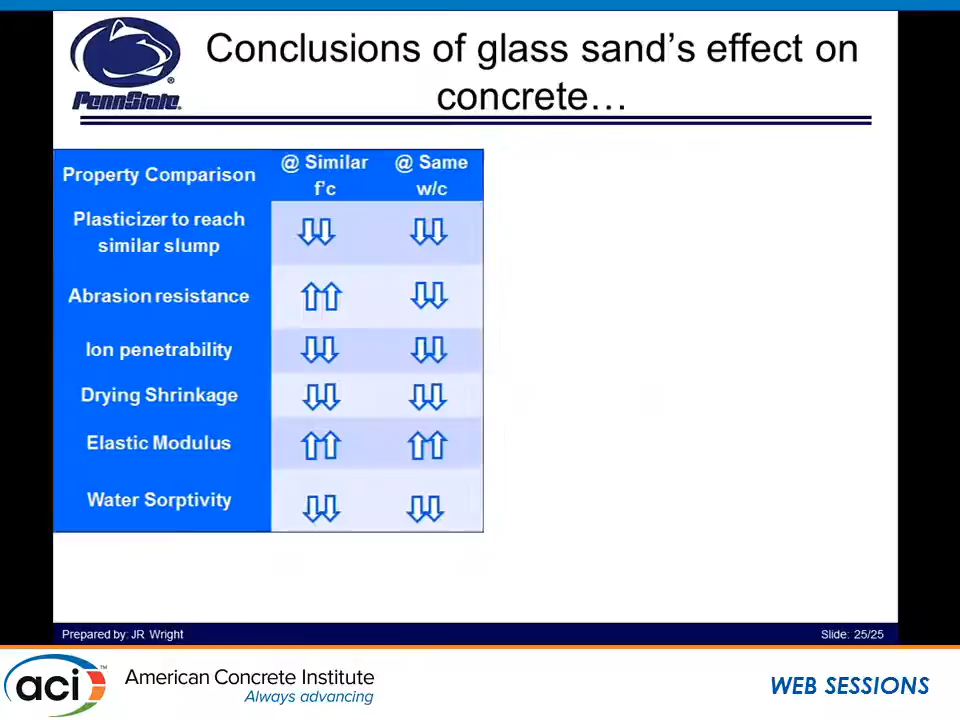 Conclusions of glass sand's effect on
concrete…
PennState®
Property Comparison
@ Similar
f'c
@ Same
w/c
Plasticizer to reach
similar slump
Abrasion resistance
Ion penetrability
Drying Shrinkage
Elastic Modulus
Water Sorptivity
Prepared by: JR Wright
Slide: 25/25
aci™
American Concrete Institute
Always advancing
WEB SESSIONS